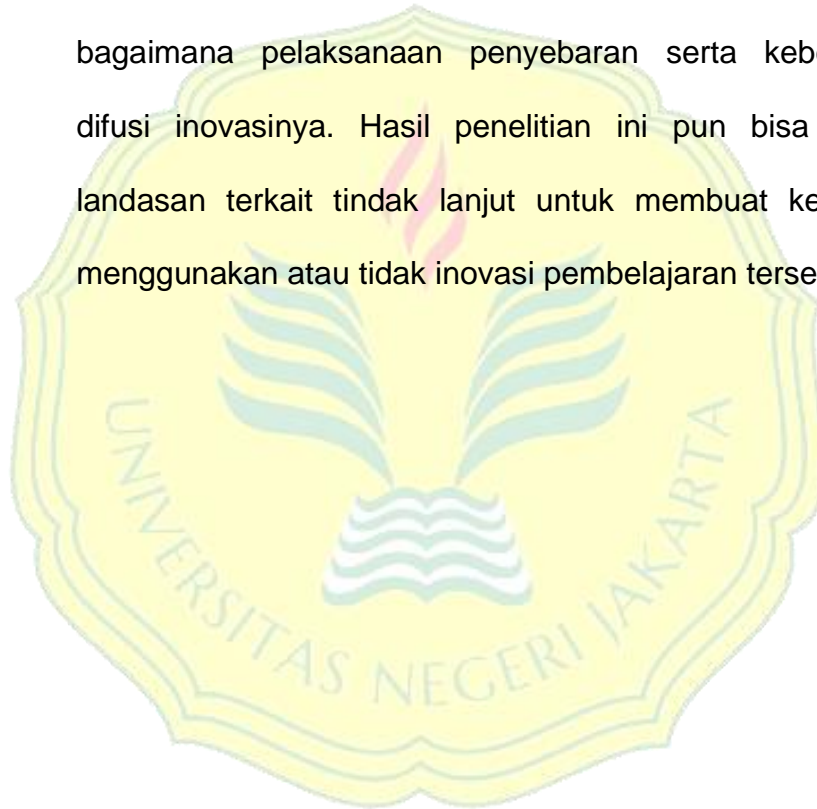 bagaimana pelaksanaan penyebaran serta keb
difusi inovasinya. Hasil penelitian ini pun bisa
landasan terkait tindak lanjut untuk membuat ke
menggunakan atau tidak inovasi pembelajaran terse
UNIVERSITAS NEGERI JAKARTA